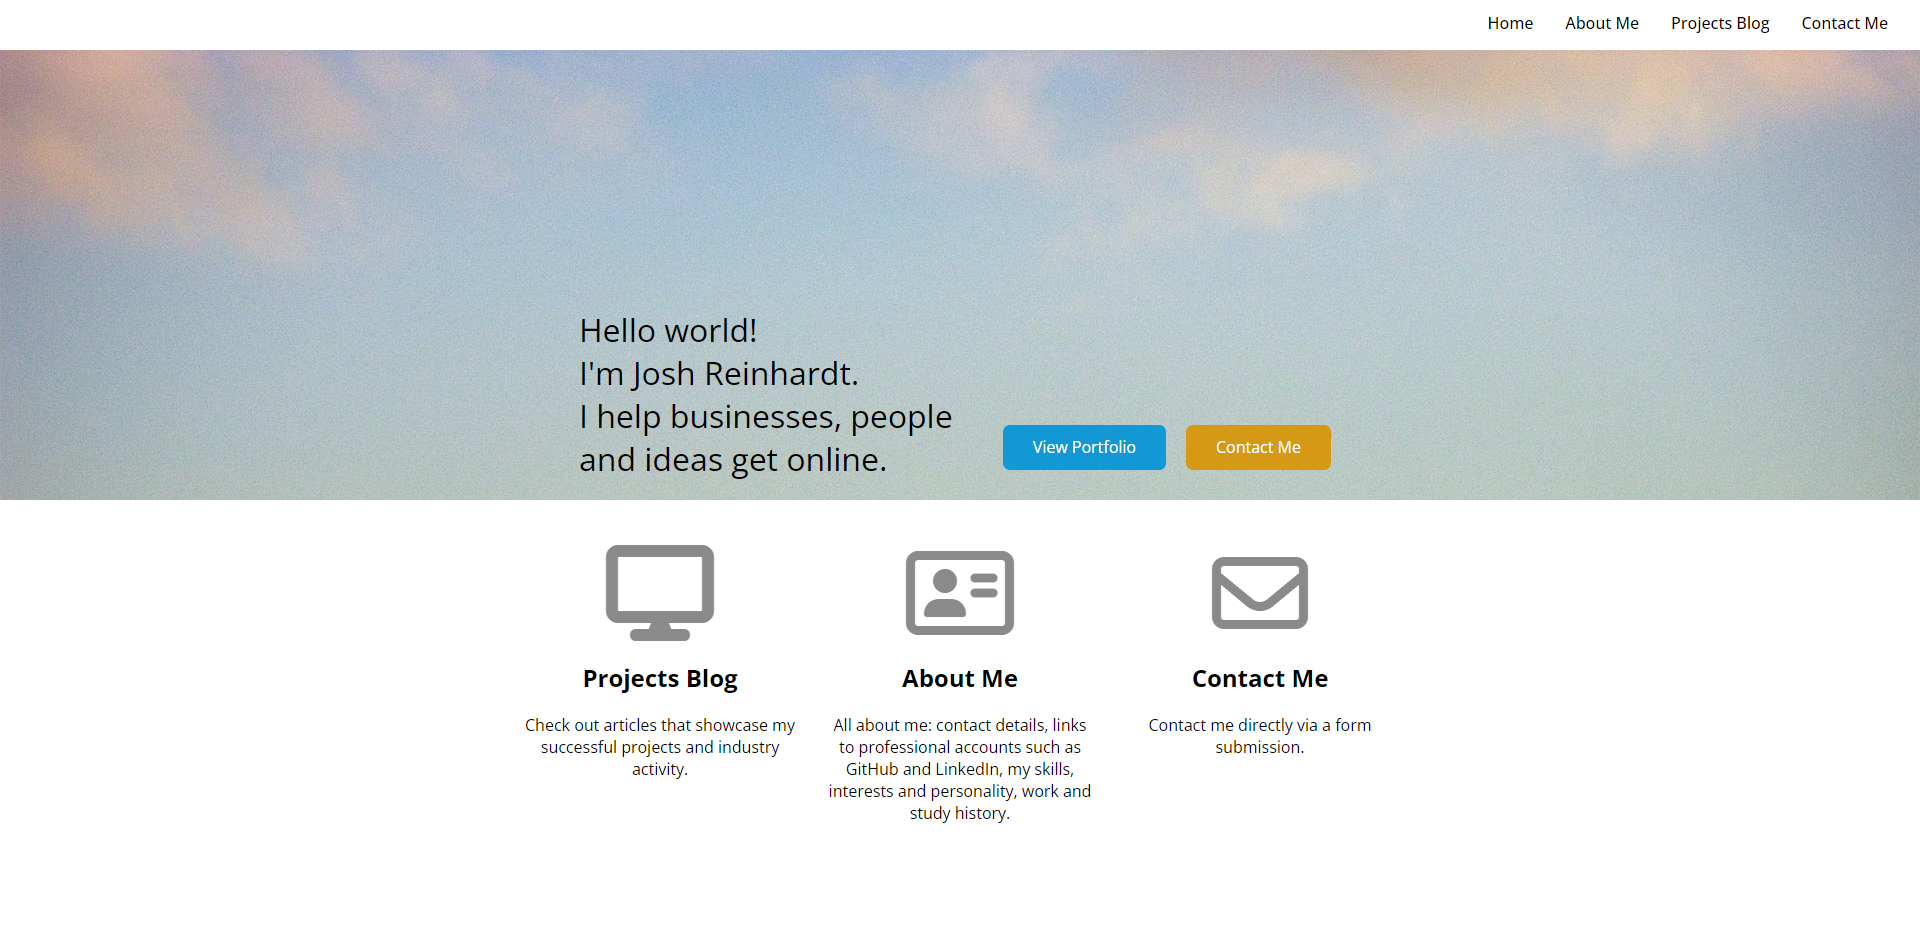 Home About Me Projects Blog Contact Me
Hello world!
I'm Josh Reinhardt.
I help businesses, people
and ideas get online.
View Portfolio Contact Me
Projects Blog
Check out articles that showcase my
successful projects and industry
activity.
About Me
All about me: contact details, links
to professional accounts such as
GitHub and LinkedIn, my skills,
interests and personality, work and
study history.
Contact Me
Contact me directly via a form
submission.